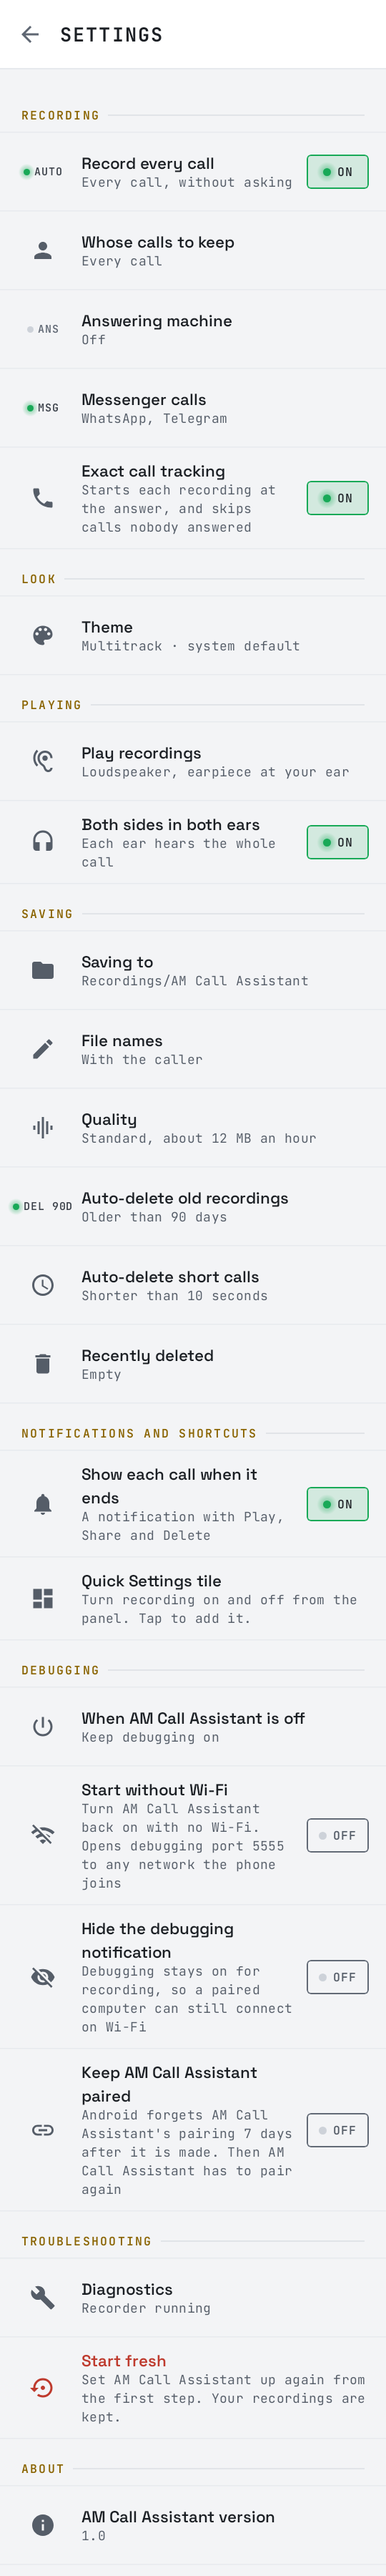 SETTINGS
RECORDING
AUTO
Record every call
Every call, without asking
ON
Whose calls to keep
Every call
ANS
Answering machine
Off
MSG
Messenger calls
WhatsApp, Telegram
Exact call tracking
Starts each recording at
the answer, and skips
calls nobody answered
ON
LOOK
Theme
Multitrack · system default
PLAYING
Play recordings
Loudspeaker, earpiece at your ear
Both sides in both ears
Each ear hears the whole
call
ON
SAVING
Saving to
Recordings/AM Call Assistant
File names
With the caller
Quality
Standard, about 12 MB an hour
DEL 90D
Auto-delete old recordings
Older than 90 days
Auto-delete short calls
Shorter than 10 seconds
Recently deleted
Empty
NOTIFICATIONS AND SHORTCUTS
Show each call when it
ends
A notification with Play,
Share and Delete
ON
Quick Settings tile
Turn recording on and off from the
panel. Tap to add it.
DEBUGGING
When AM Call Assistant is off
Keep debugging on
Start without Wi-Fi
Turn AM Call Assistant
back on with no Wi-Fi.
Opens debugging port 5555
to any network the phone
joins
OFF
Hide the debugging
notification
Debugging stays on for
recording, so a paired
computer can still connect
on Wi-Fi
OFF
Keep AM Call Assistant
paired
Android forgets AM Call
Assistant's pairing 7 days
after it is made. Then AM
Call Assistant has to pair
again
OFF
TROUBLESHOOTING
Diagnostics
Recorder running
Start fresh
Set AM Call Assistant up again from
the first step. Your recordings are
kept.
ABOUT
AM Call Assistant version
1.0